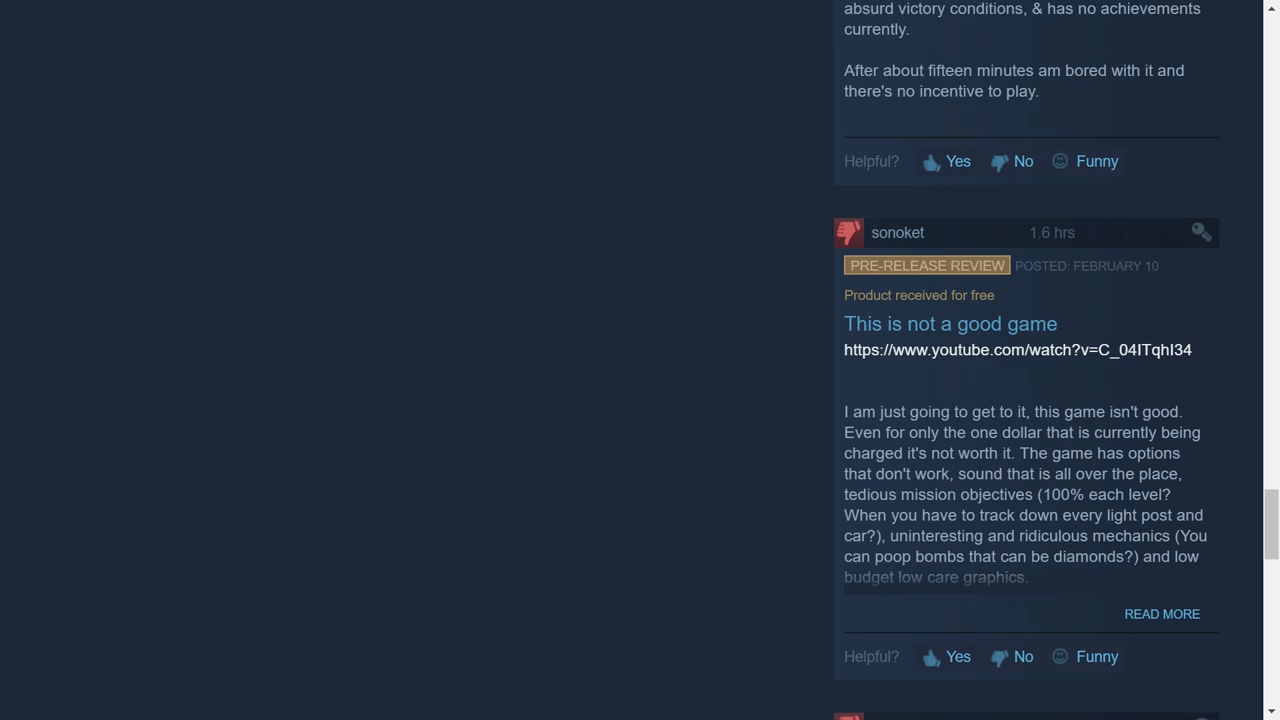 absurd victory conditions, & has no achievements
currently.
After about fifteen minutes am bored with it and
there's no incentive to play.
Helpful? Yes No Funny
sonoket 1.6 hrs
PRE-RELEASE REVIEW POSTED: FEBRUARY 10
Product received for free
This is not a good game
https://www.youtube.com/watch?v=C_04ITqhI34
I am just going to get to it, this game isn't good.
Even for only the one dollar that is currently being
charged it's not worth it. The game has options
that don't work, sound that is all over the place,
tedious mission objectives (100% each level?
When you have to track down every light post and
car?), uninteresting and ridiculous mechanics (You
can poop bombs that can be diamonds?) and low
budget low care graphics.
READ MORE
Helpful? Yes No Funny